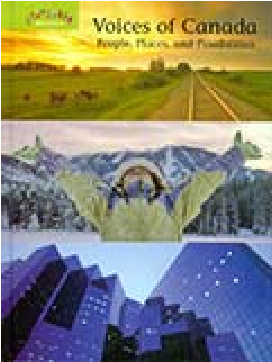 Voices of Canada
People, Places, and Possibilities